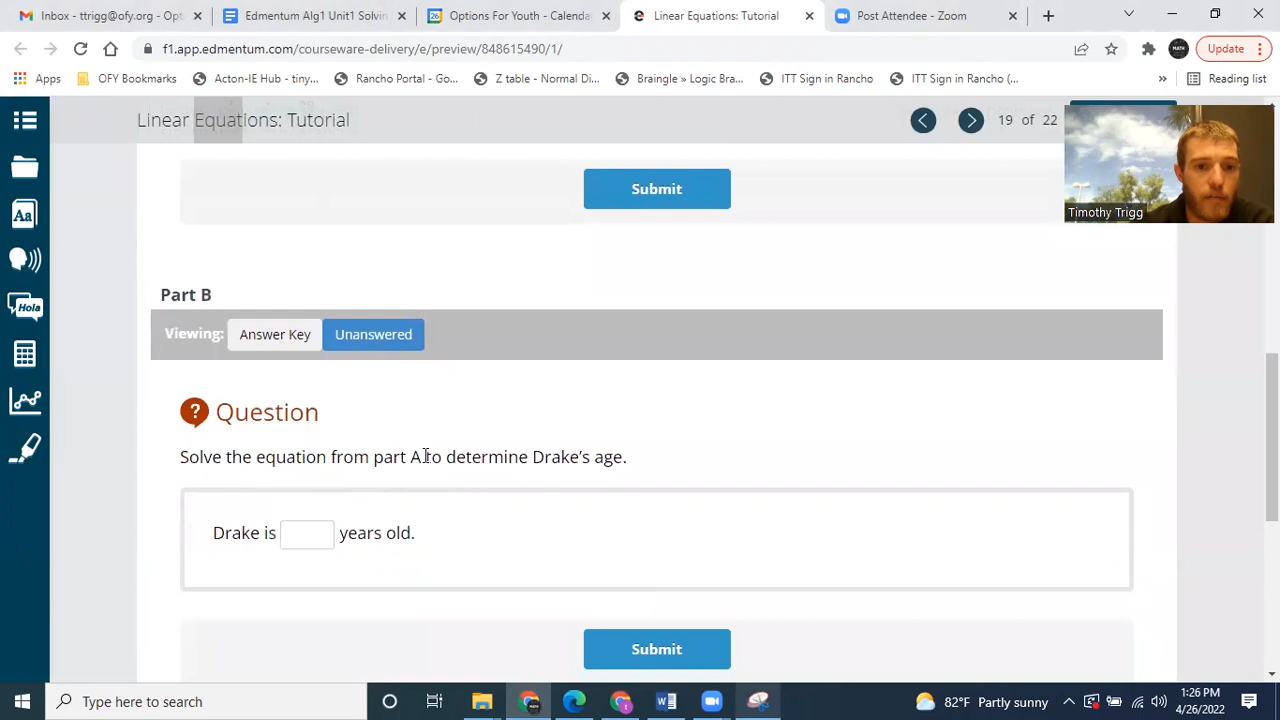 Inbox - ttrigg@ofy.org - Op
Edmentum Alg1 Unit1 Solvin
Options For Youth - Calenda
Linear Equations: Tutorial
Post Attendee - Zoom
f1.app.edmentum.com/courseware-delivery/e/preview/848615490/1/
Update
Apps
OFY Bookmarks
Acton-IE Hub - tiny...
Rancho Portal - Go...
Z table - Normal Di...
Braingle » Logic Bra...
ITT Sign in Rancho
ITT Sign in Rancho (...
Reading list
Linear Equations: Tutorial
19 of 22
Submit
Timothy Trigg
Part B
Viewing:
Answer Key
Unanswered
Aa
Hola
? Question
Solve the equation from part A to determine Drake's age.
Drake is
years old.
Submit
Type here to search
82°F Partly sunny
1:26 PM
4/26/2022